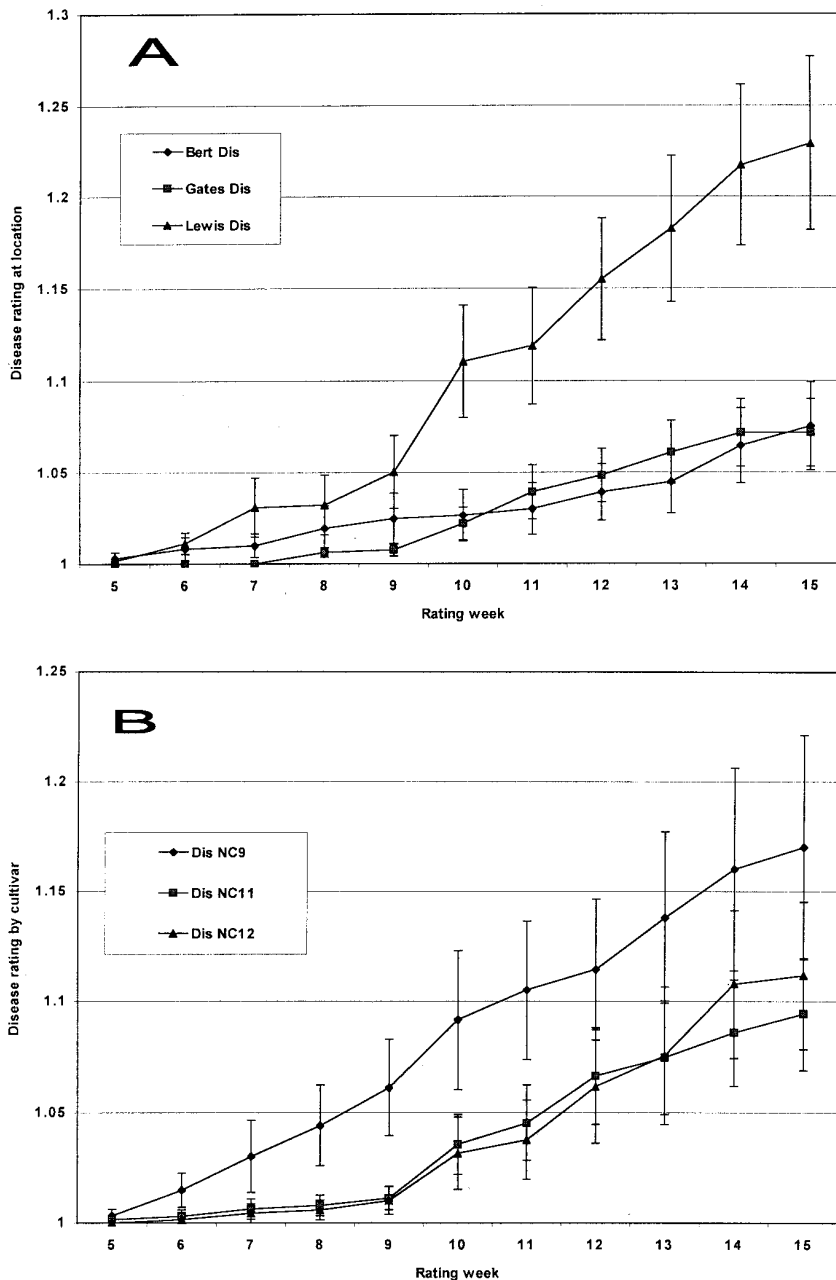 A
1.3
1.25
1.2
1.15
1.1
1.05
1
Disease rating at location
Bert Dis
Gates Dis
Lewis Dis
5 6 7 8 9 10 11 12 13 14 15
Rating week
B
1.25
1.2
1.15
1.1
1.05
1
Disease rating by cultivar
Dis NC9
Dis NC11
Dis NC12
5 6 7 8 9 10 11 12 13 14 15
Rating week